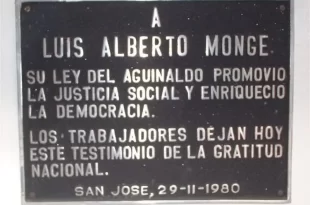 A
LUIS ALBERTO MONGE
SU LEY DEL AGUINALDO PROMOVIO
LA JUSTICIA SOCIAL Y ENRIQUECIO
LA DEMOCRACIA.
LOS TRABAJADORES DEJAN HOY
ESTE TESTIMONIO DE LA GRATITUD
NACIONAL.
SAN JOSE, 29-11-1980